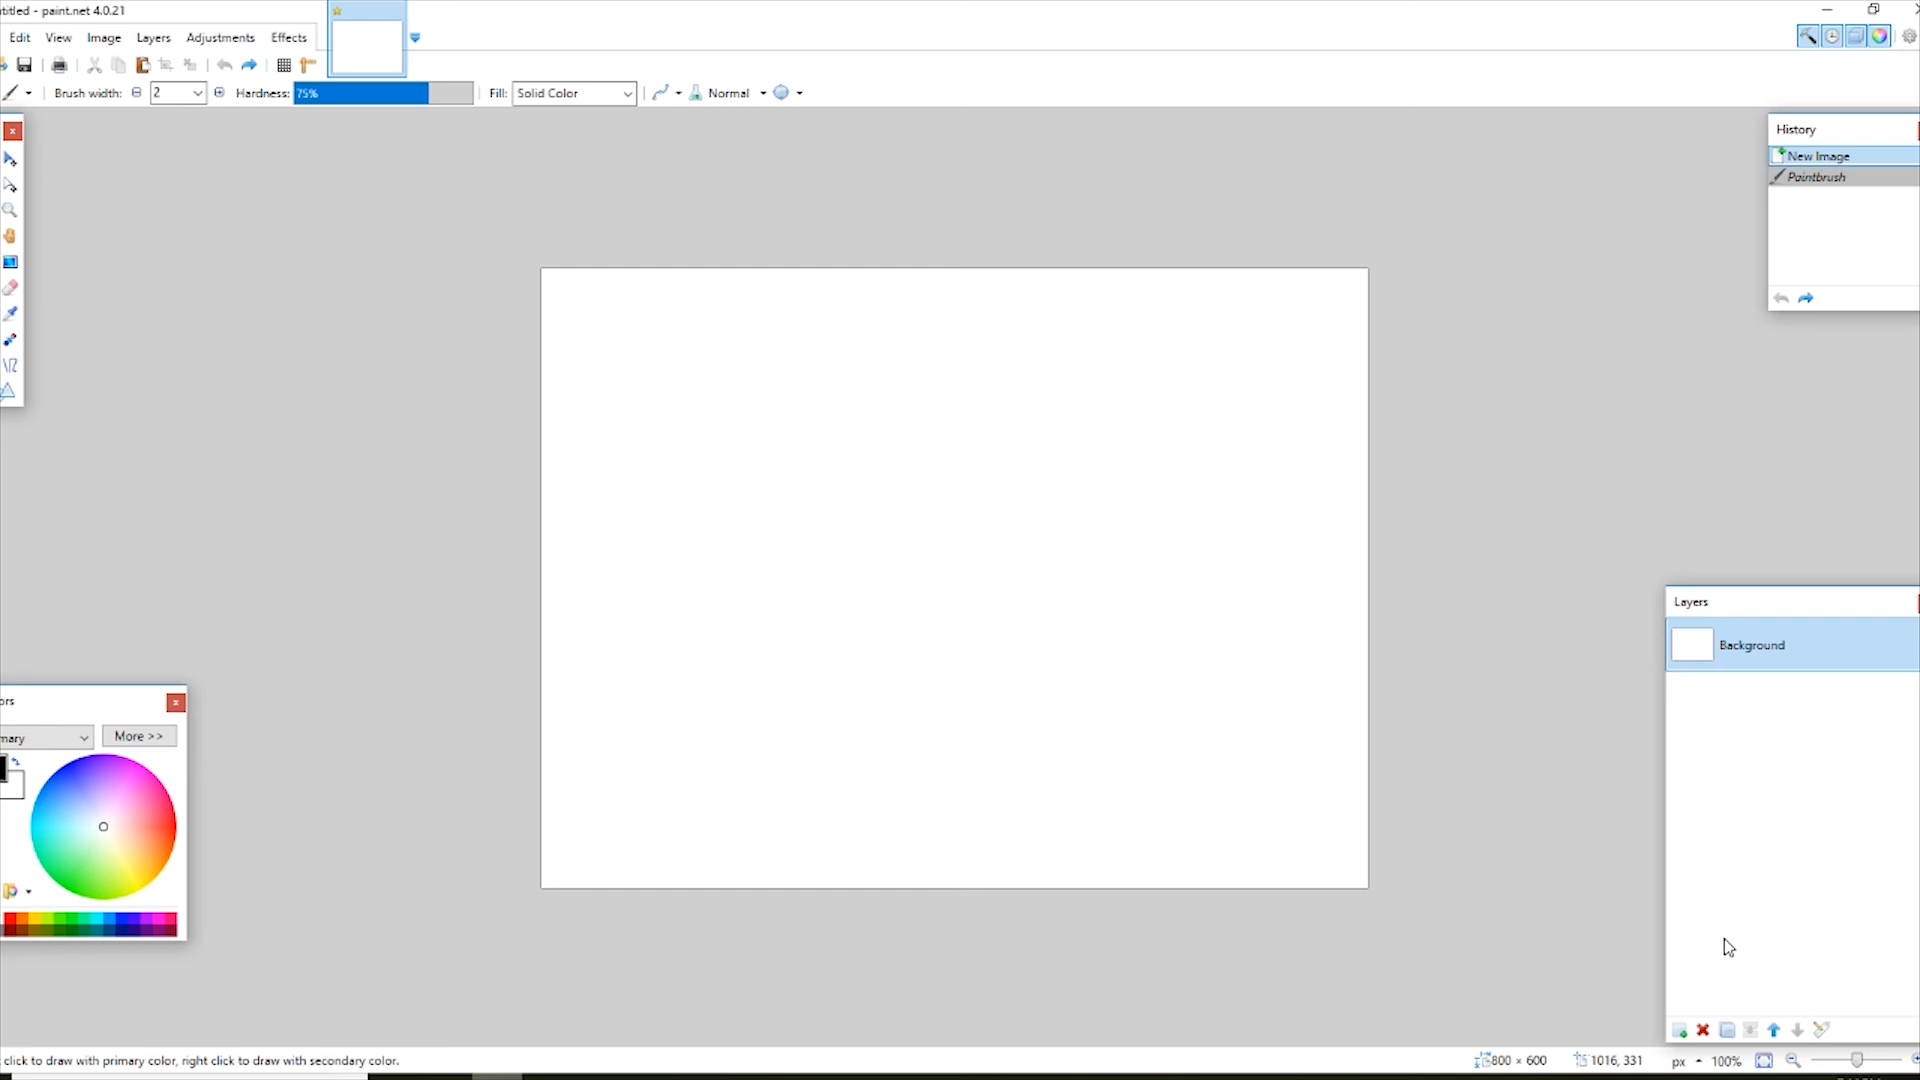 titled - paint.net 4.0.21
Edit View Image Layers Adjustments Effects
Brush width: 2 Hardness: 75% Fill: Solid Color Normal
History
New Image
Paintbrush
Layers
Background
ors
mary More >>
click to draw with primary color, right click to draw with secondary color.
800 × 600 1016, 331 px 100%